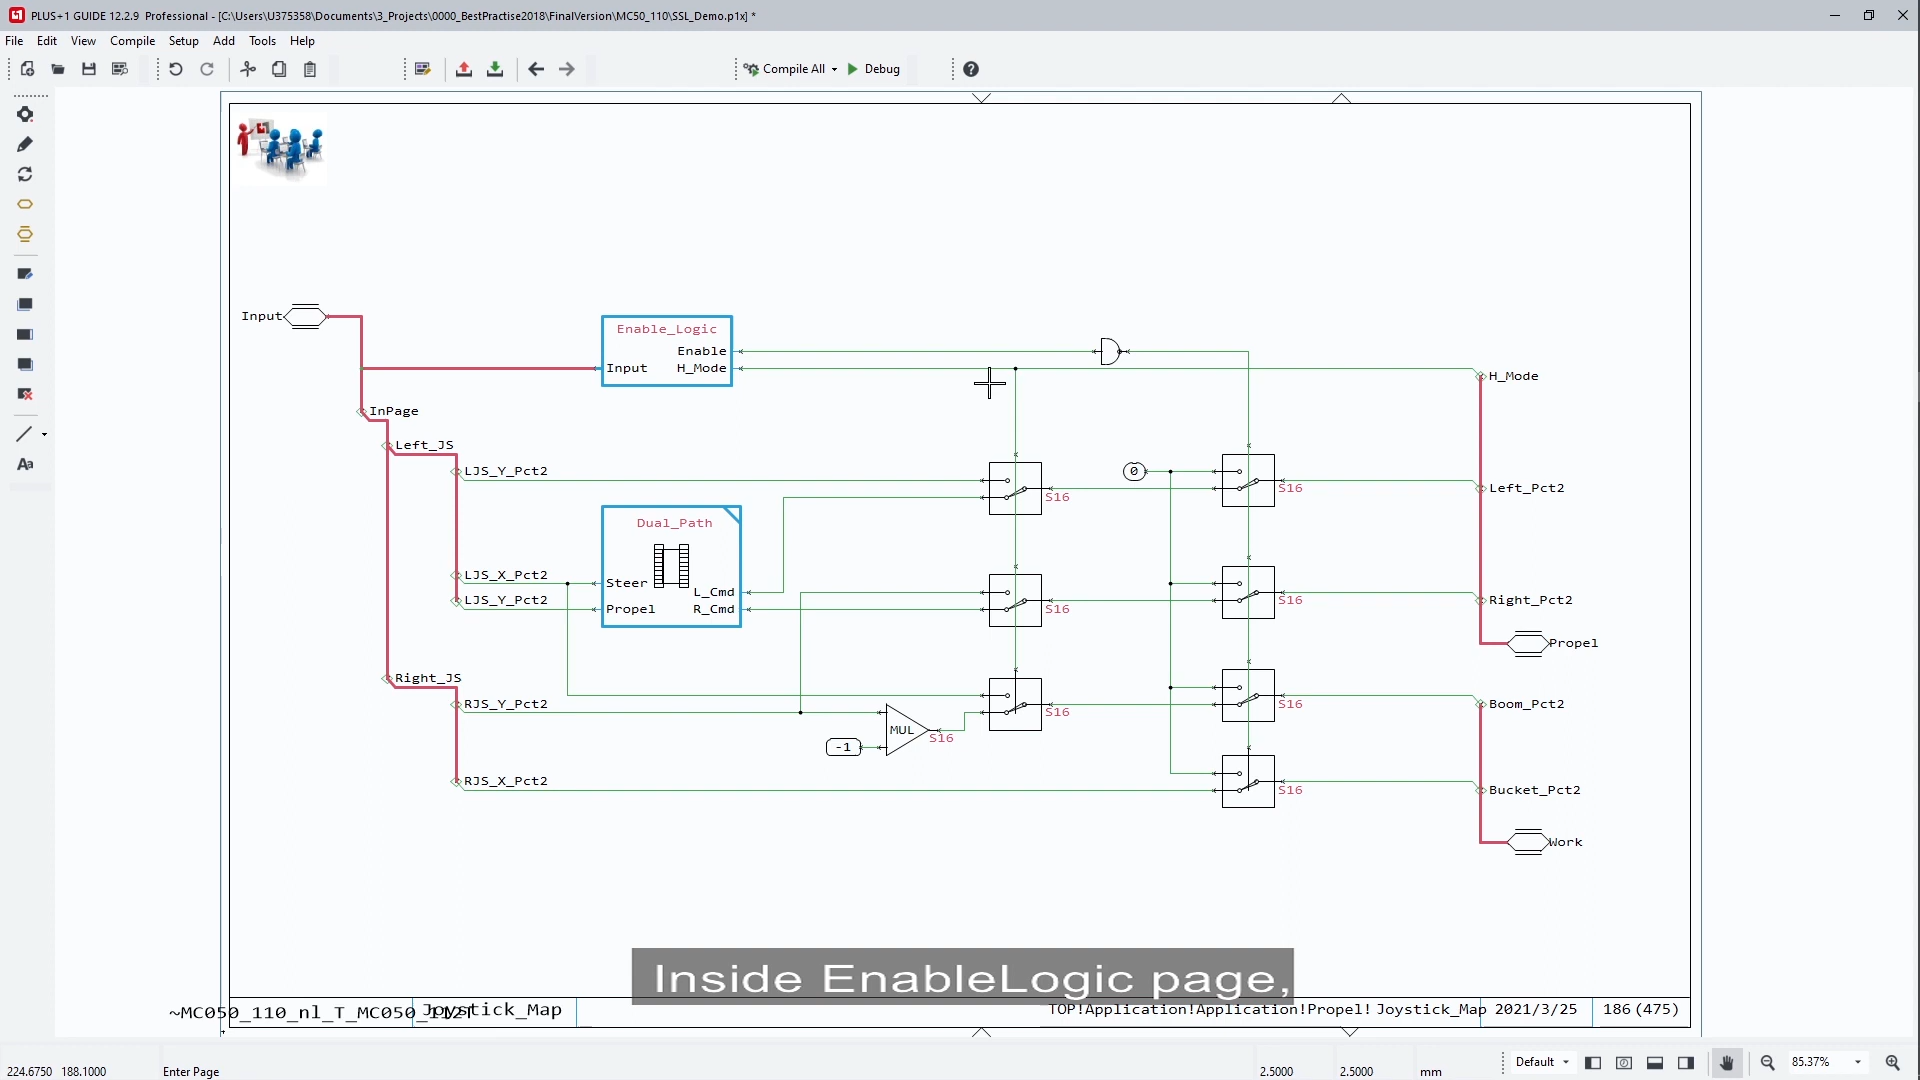 PLUS+1 GUIDE 12.2.9 Professional - [C:\Users\U375358\Documents\3_Projects\0000_BestPractise2018\FinalVersion\MC50_110\SSL_Demo.p1x] *
File Edit View Compile Setup Add Tools Help
Compile All Debug
Enable_Logic
Enable
Input H_Mode
Input
H_Mode
InPage
Left_JS
LJS_Y_Pct2
0
S16 S16
Left_Pct2
Dual_Path
LJS_X_Pct2
Steer L_Cmd
LJS_Y_Pct2
Propel R_Cmd
S16 S16
Right_Pct2
Propel
Right_JS
RJS_Y_Pct2
MUL
-1
S16
S16 S16
Boom_Pct2
RJS_X_Pct2
S16
Bucket_Pct2
Work
Inside EnableLogic page,
~MC050_110_nl_T_MC050_112T Joystick_Map TOP!Application!Application!Propel! Joystick_Map 2021/3/25 186 (475)
224.6750 188.1000 Enter Page 2.5000 2.5000 mm Default 85.37%
Aa